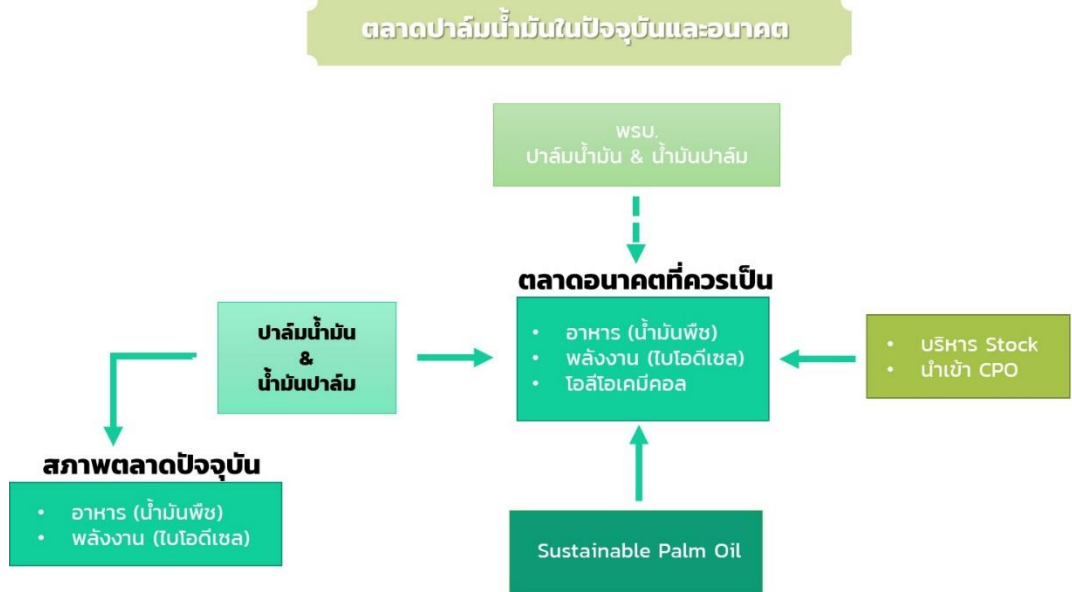 ตลาดปาล์มน้ำมันในปัจจุบันและอนาคต
พรบ.
ปาล์มน้ำมัน & น้ำมันปาล์ม
ตลาดอนาคตที่ควรเป็น
• อาหาร (น้ำมันพืช)
• พลังงาน (ไบโอดีเซล)
• โอลีโอเคมีคอล
ปาล์มน้ำมัน
&
น้ำมันปาล์ม
• บริหาร Stock
• นำเข้า CPO
สภาพตลาดปัจจุบัน
• อาหาร (น้ำมันพืช)
• พลังงาน (ไบโอดีเซล)
Sustainable Palm Oil